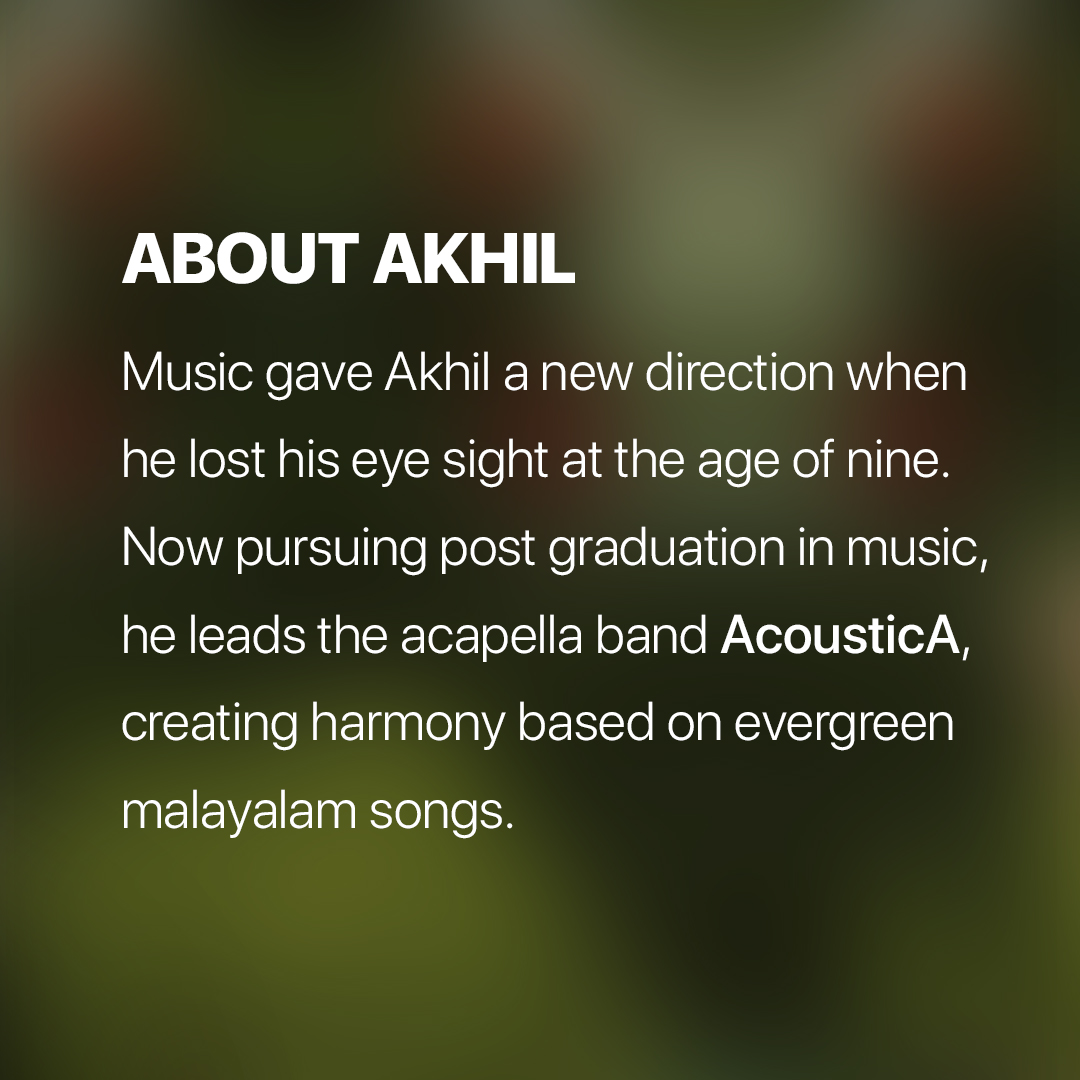 ABOUT AKHIL
Music gave Akhil a new direction when
he lost his eye sight at the age of nine.
Now pursuing post graduation in music,
he leads the acapella band AcousticA,
creating harmony based on evergreen
malayalam songs.